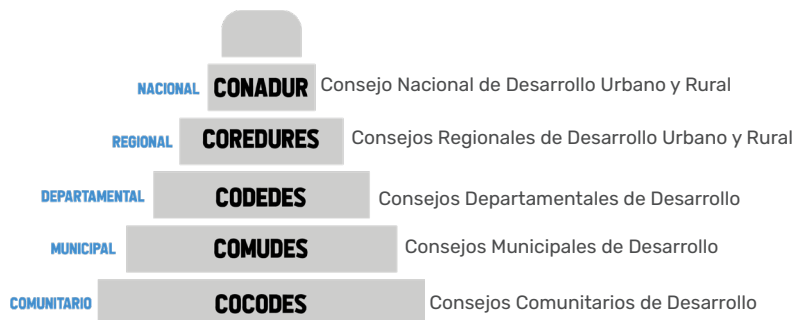 NACIONAL CONADUR Consejo Nacional de Desarrollo Urbano y Rural
REGIONAL COREDURES Consejos Regionales de Desarrollo Urbano y Rural
DEPARTAMENTAL CODEDES Consejos Departamentales de Desarrollo
MUNICIPAL COMUDES Consejos Municipales de Desarrollo
COMUNITARIO COCODES Consejos Comunitarios de Desarrollo